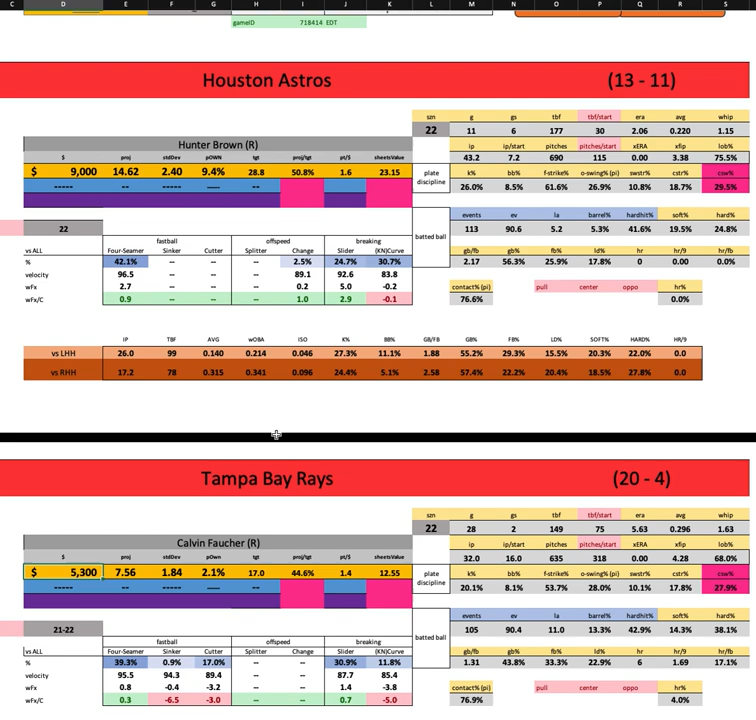 C D E F G H I J K L M N O P Q R S
gameID 718414 EDT
Houston Astros (13 - 11)
szn g gs tbf tbf/start era avg whip
22 11 6 177 30 2.06 0.220 1.15
Hunter Brown (R)
ip ip/start pitches pitches/start xERA xfip lob%
43.2 7.2 690 115 0.00 3.38 75.5%
$ proj stdDev pOWN tgt proj/tgt pt/$ sheetsValue
$ 9,000 14.62 2.40 9.4% 28.8 50.8% 1.6 23.15
plate discipline
k% bb% f-strike% o-swing% (pi) swstr% cstr% csw%
26.0% 8.5% 61.6% 26.9% 10.8% 18.7% 29.5%
----- -- ---- ---- --
batted ball
events ev la barrel% hardhit% soft% hard%
113 90.6 5.2 5.3% 41.6% 19.5% 24.8%
22
fastball offspeed breaking
vs ALL Four-Seamer Sinker Cutter Splitter Change Slider (KN)Curve
gb/fb gb% fb% ld% hr hr/9 hr/fb
2.17 56.3% 25.9% 17.8% 0 0.00 0.0%
% 42.1% -- -- -- 2.5% 24.7% 30.7%
velocity 96.5 -- -- -- 89.1 92.6 83.8
wFx 2.7 -- -- -- 0.2 5.0 -0.2
wFx/C 0.9 -- -- -- 1.0 2.9 -0.1
contact% (pi) pull center oppo hr%
76.6% 0.0%
IP TBF AVG wOBA ISO K% BB% GB/FB GB% FB% LD% SOFT% HARD% HR/9
vs LHH 26.0 99 0.140 0.214 0.046 27.3% 11.1% 1.88 55.2% 29.3% 15.5% 20.3% 22.0% 0.0
vs RHH 17.2 78 0.315 0.341 0.096 24.4% 5.1% 2.58 57.4% 22.2% 20.4% 18.5% 27.8% 0.0
Tampa Bay Rays (20 - 4)
szn g gs tbf tbf/start era avg whip
22 28 2 149 75 5.63 0.296 1.63
Calvin Faucher (R)
ip ip/start pitches pitches/start xERA xfip lob%
32.0 16.0 635 318 0.00 4.28 68.0%
$ proj stdDev pOwn tgt proj/tgt pt/$ sheetsValue
$ 5,300 7.56 1.84 2.1% 17.0 44.6% 1.4 12.55
plate discipline
k% bb% f-strike% o-swing% (pi) swstr% cstr% csw%
20.1% 8.1% 53.7% 28.0% 10.1% 17.8% 27.9%
----- -- ---- ---- --
batted ball
events ev la barrel% hardhit% soft% hard%
105 90.4 11.0 13.3% 42.9% 14.3% 38.1%
21-22
fastball offspeed breaking
vs ALL Four-Seamer Sinker Cutter Splitter Change Slider (KN)Curve
gb/fb gb% fb% ld% hr hr/9 hr/fb
1.31 43.8% 33.3% 22.9% 6 1.69 17.1%
% 39.3% 0.9% 17.0% -- -- 30.9% 11.8%
velocity 95.5 94.3 89.4 -- -- 87.7 85.4
wFx 0.8 -0.4 -3.2 -- -- 1.4 -3.8
wFx/C 0.3 -6.5 -3.0 -- -- 0.7 -5.0
contact% (pi) pull center oppo hr%
76.9% 4.0%